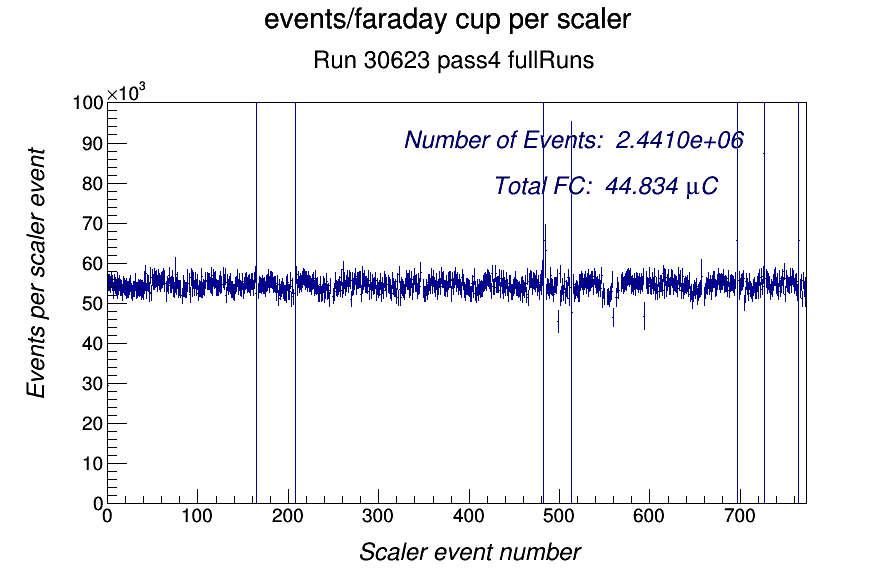 events/faraday cup per scaler
Run 30623 pass4 fullRuns
×10³
100
90
80
70
60
50
40
30
20
10
0
Number of Events: 2.4410e+06
Total FC: 44.834 μC
Events per scaler event
0 100 200 300 400 500 600 700
Scaler event number